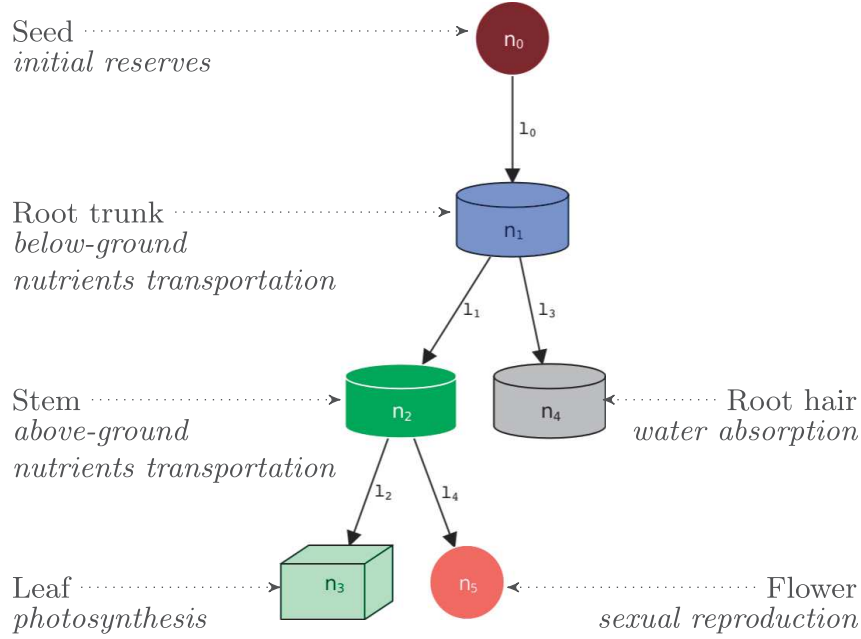 Seed
initial reserves
n₀
l₀
Root trunk
below-ground
nutrients transportation
n₁
l₁
l₃
Stem
above-ground
nutrients transportation
n₂
n₄
Root hair
water absorption
l₂
l₄
Leaf
photosynthesis
n₃
n₅
Flower
sexual reproduction